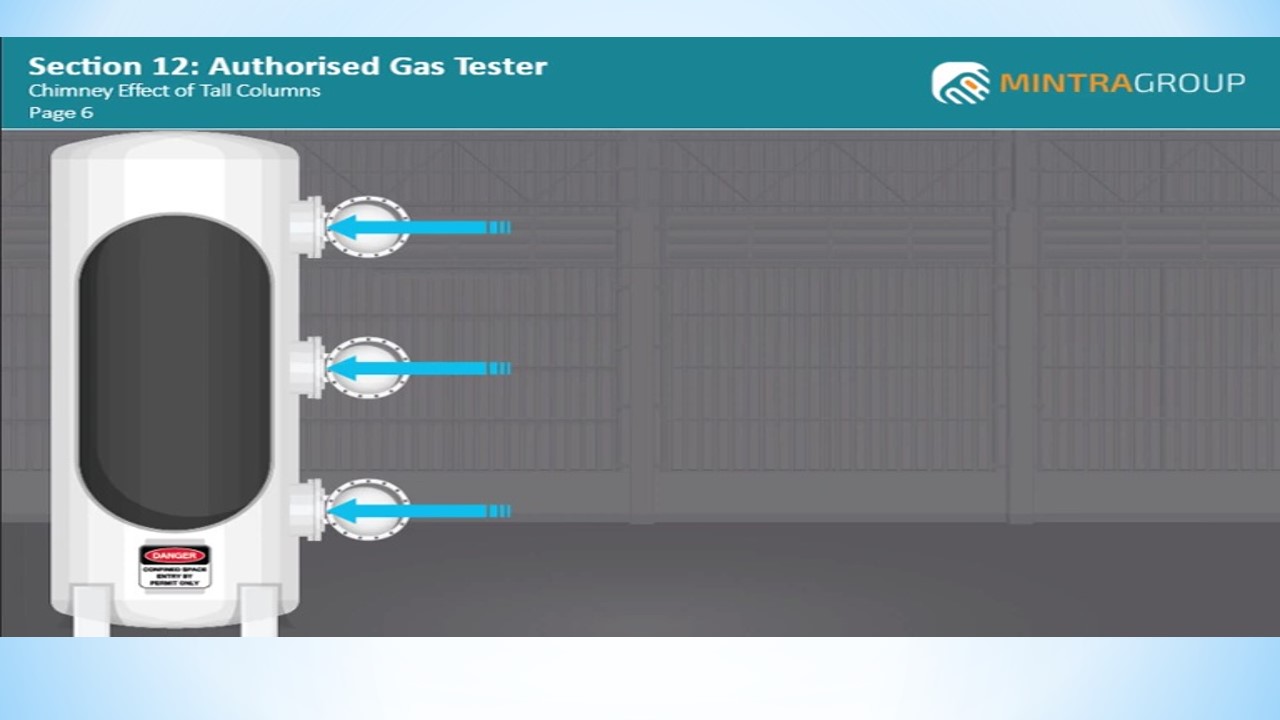 Section 12: Authorised Gas Tester
Chimney Effect of Tall Columns
Page 6
MINTRAGROUP
DANGER
CONFINED SPACE
ENTRY BY
PERMIT ONLY